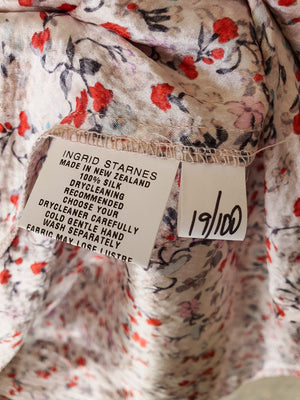 INGRID STARNES
MADE IN NEW ZEALAND
100% SILK
DRYCLEANING
RECOMMENDED
CHOOSE YOUR
DRYCLEANER CAREFULLY
COLD GENTLE HAND
WASH SEPARATELY
FABRIC MAY LOSE LUSTRE
19/100